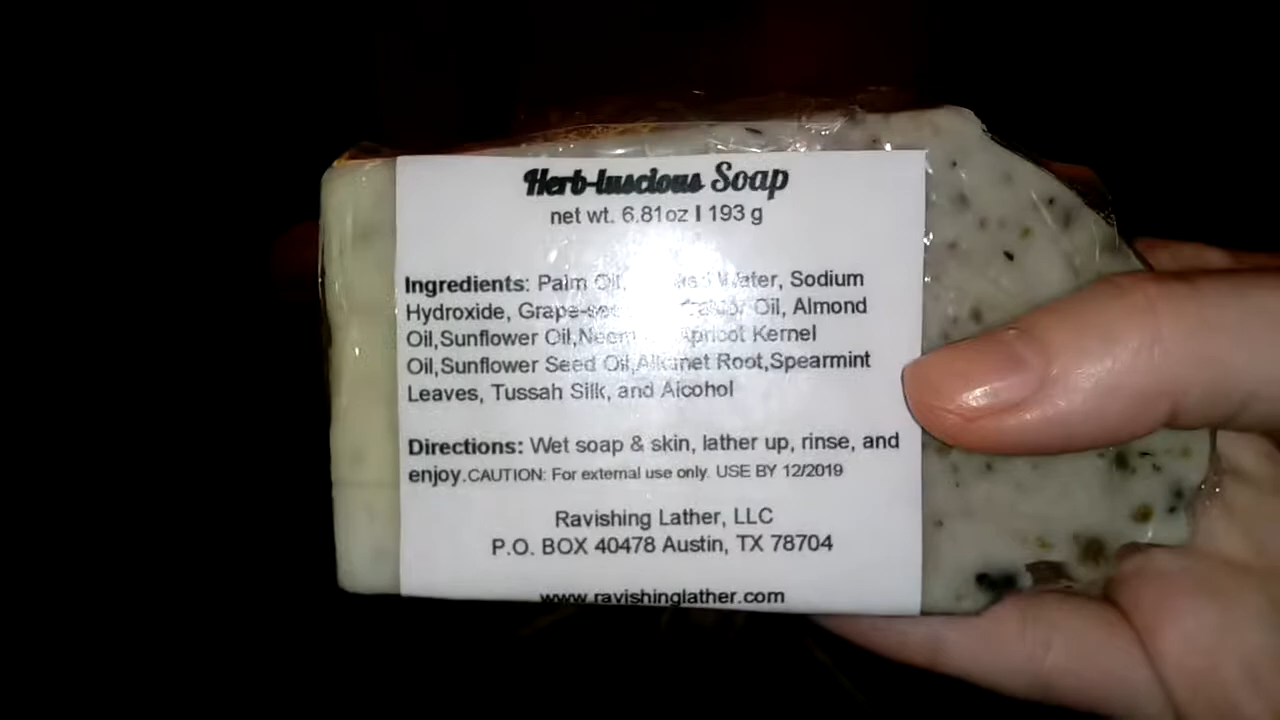 Herb-luscious Soap
net wt. 6.81oz | 193 g
Ingredients: Palm Oil, Water, Sodium
Hydroxide, Oil, Almond
Oil,Sunflower Oil,Neem Apricot Kernel
Oil,Sunflower Seed Oil,Alkanet Root,Spearmint
Leaves, Tussah Silk, and Alcohol
Directions: Wet soap & skin, lather up, rinse, and
enjoy.CAUTION: For external use only. USE BY 12/2019
Ravishing Lather, LLC
P.O. BOX 40478 Austin, TX 78704
www.ravishinglather.com